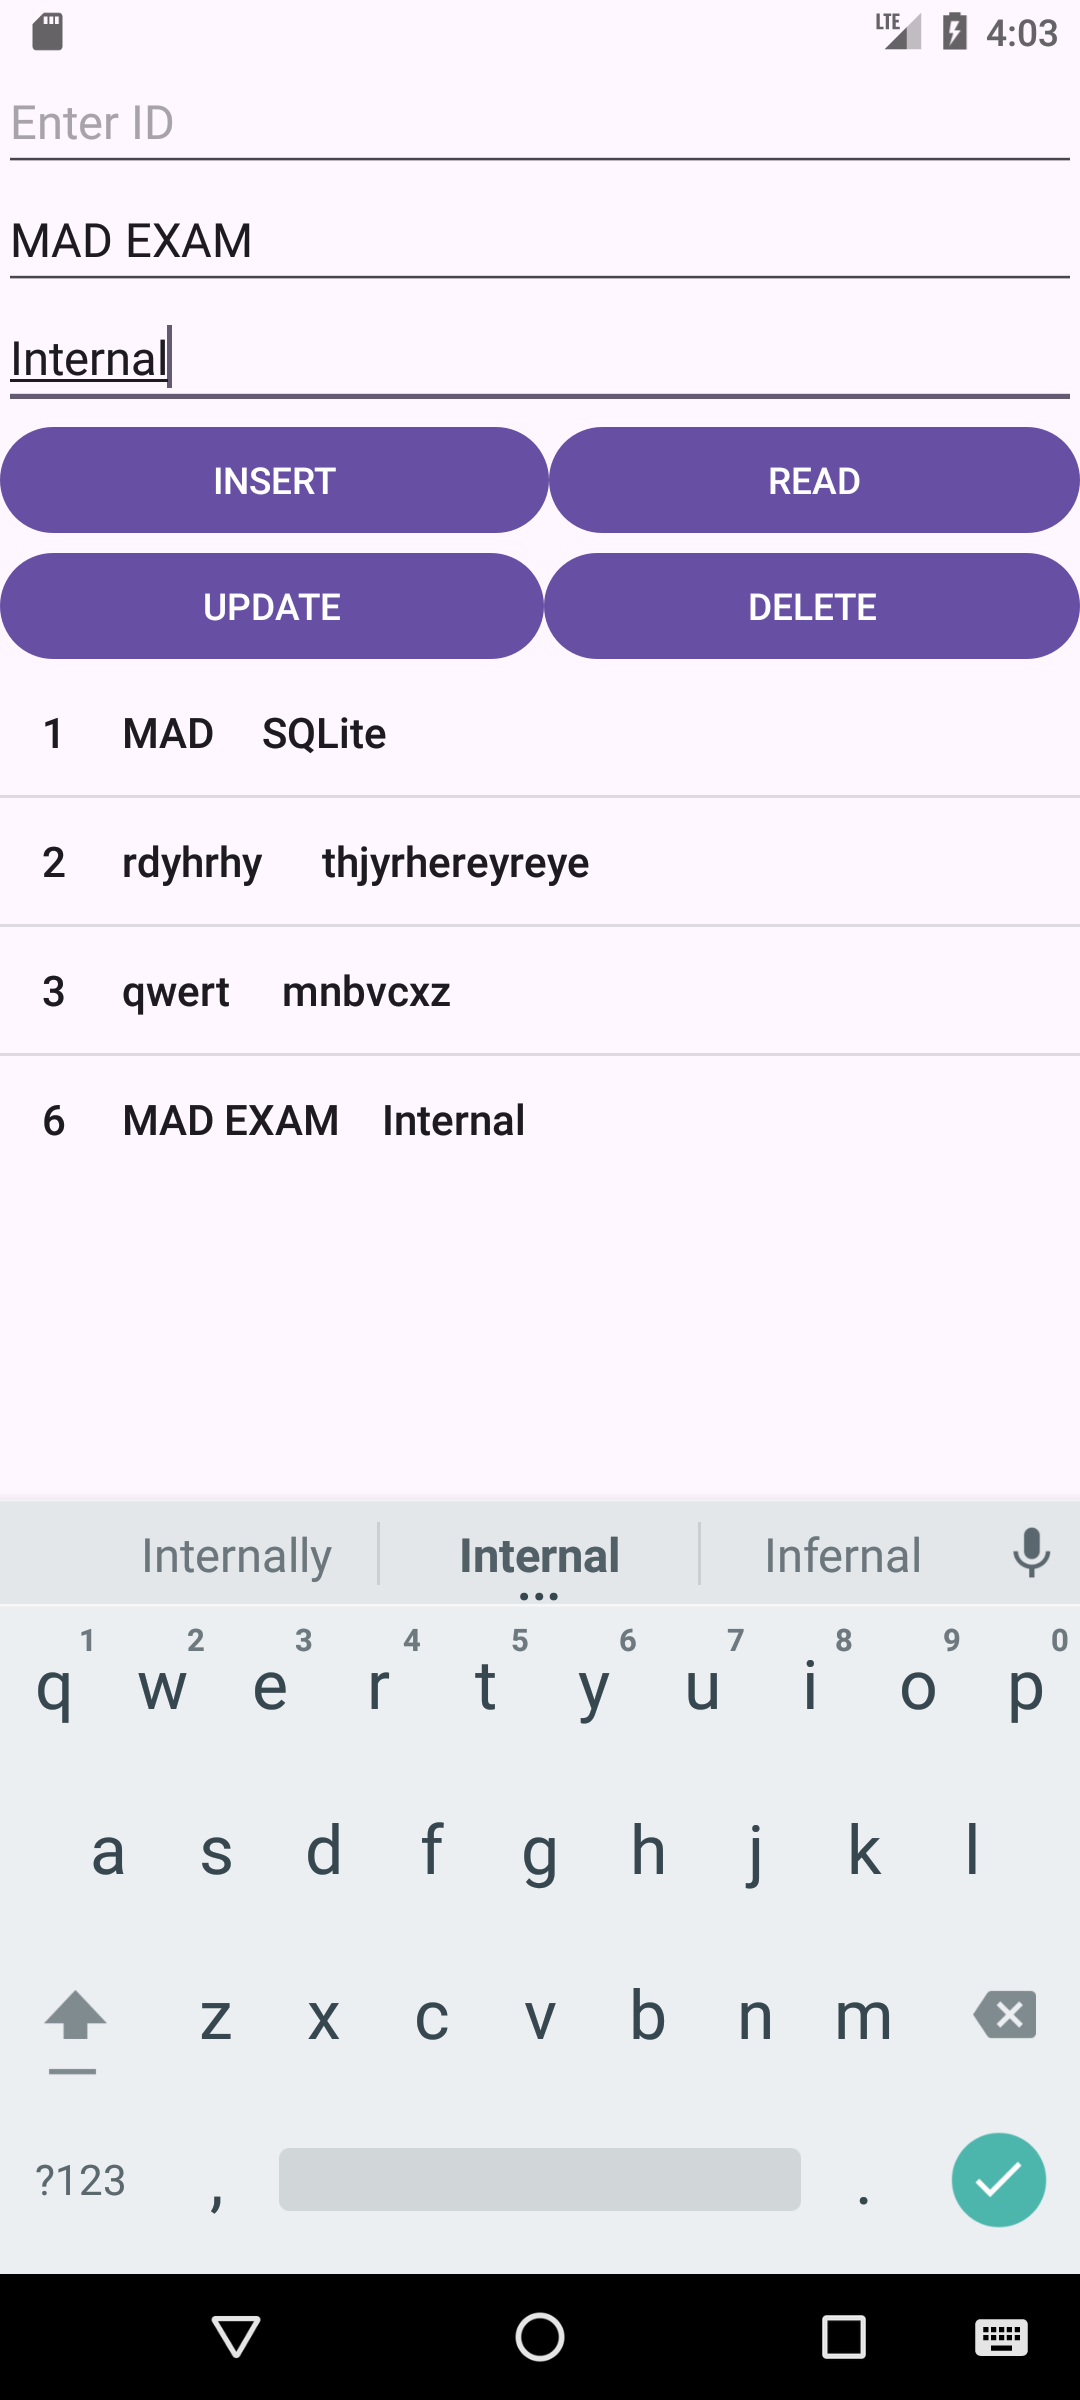 LTE 4:03
Enter ID
MAD EXAM
Internal
INSERT READ
UPDATE DELETE
1 MAD SQLite
2 rdyhrhy thjyrhereyreye
3 qwert mnbvcxz
6 MAD EXAM Internal
Internally Internal Infernal
1 2 3 4 5 6 7 8 9 0
q w e r t y u i o p
a s d f g h j k l
z x c v b n m
?123 , .